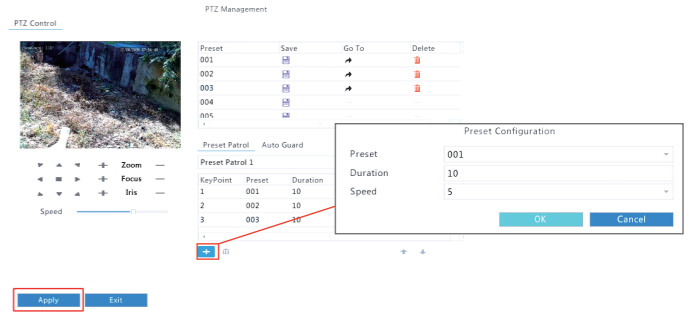 PTZ Management
PTZ Control
Preset Save Go To Delete
001
002
003
004
005
Preset Patrol Auto Guard
Preset Patrol 1
KeyPoint Preset Duration
1 001 10
2 002 10
3 003 10
Zoom
Focus
Iris
Speed
Preset Configuration
Preset 001
Duration 10
Speed 5
OK Cancel
Apply Exit